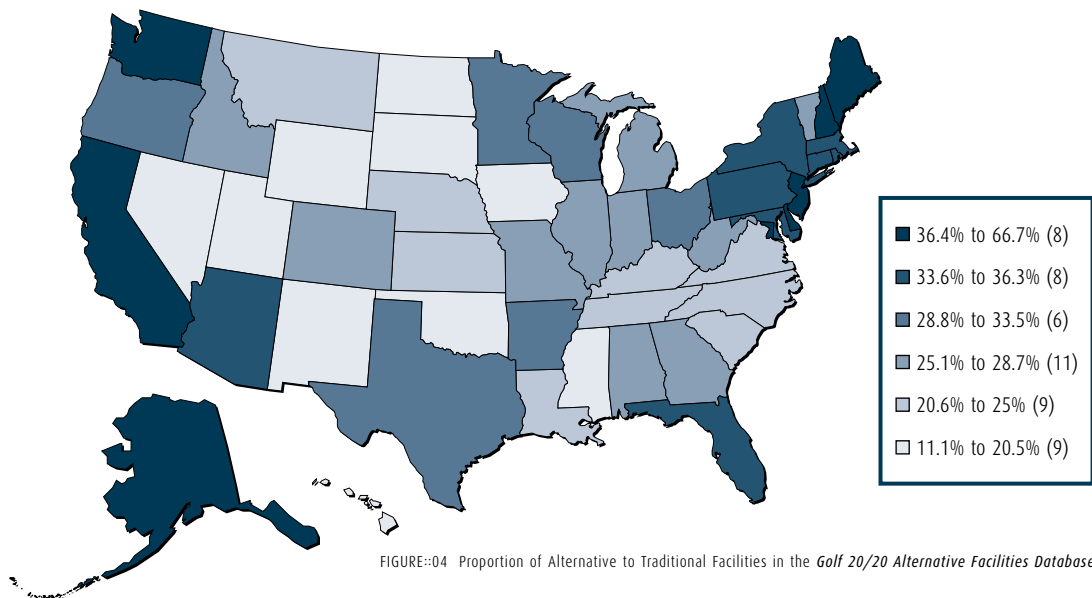 36.4% to 66.7% (8)
33.6% to 36.3% (8)
28.8% to 33.5% (6)
25.1% to 28.7% (11)
20.6% to 25% (9)
11.1% to 20.5% (9)
FIGURE::04 Proportion of Alternative to Traditional Facilities in the Golf 20/20 Alternative Facilities Database